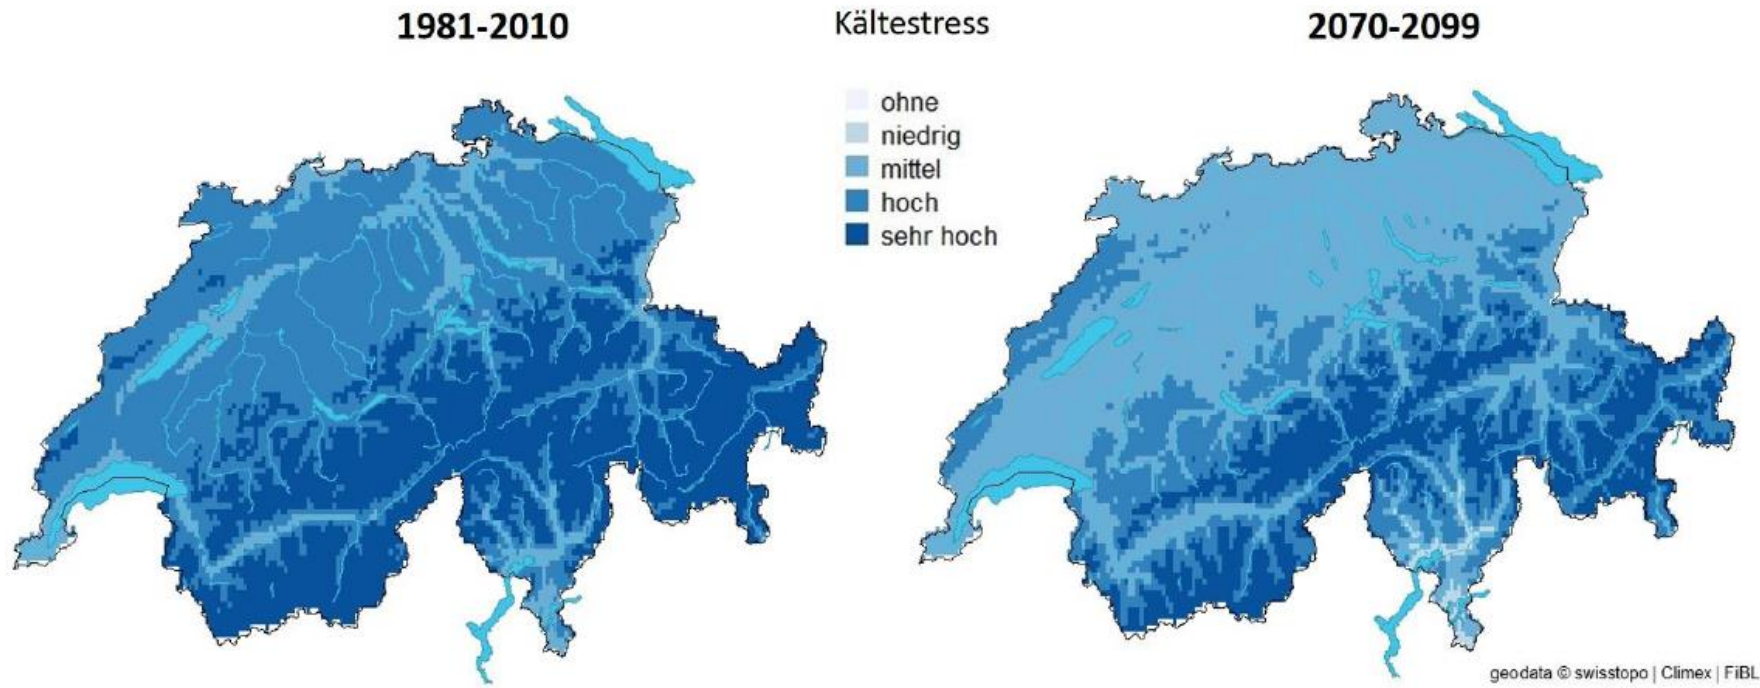 1981-2010
Kältestress
2070-2099
ohne
niedrig
mittel
hoch
sehr hoch
geodata © swisstopo | Climex | FiBL